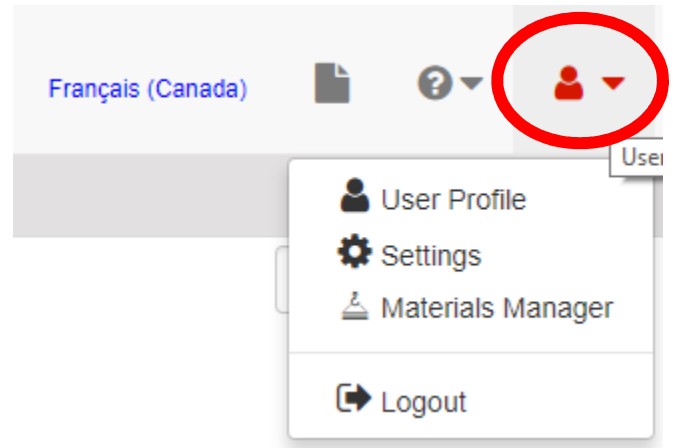 Français (Canada)
User Profile
Settings
Materials Manager
Logout